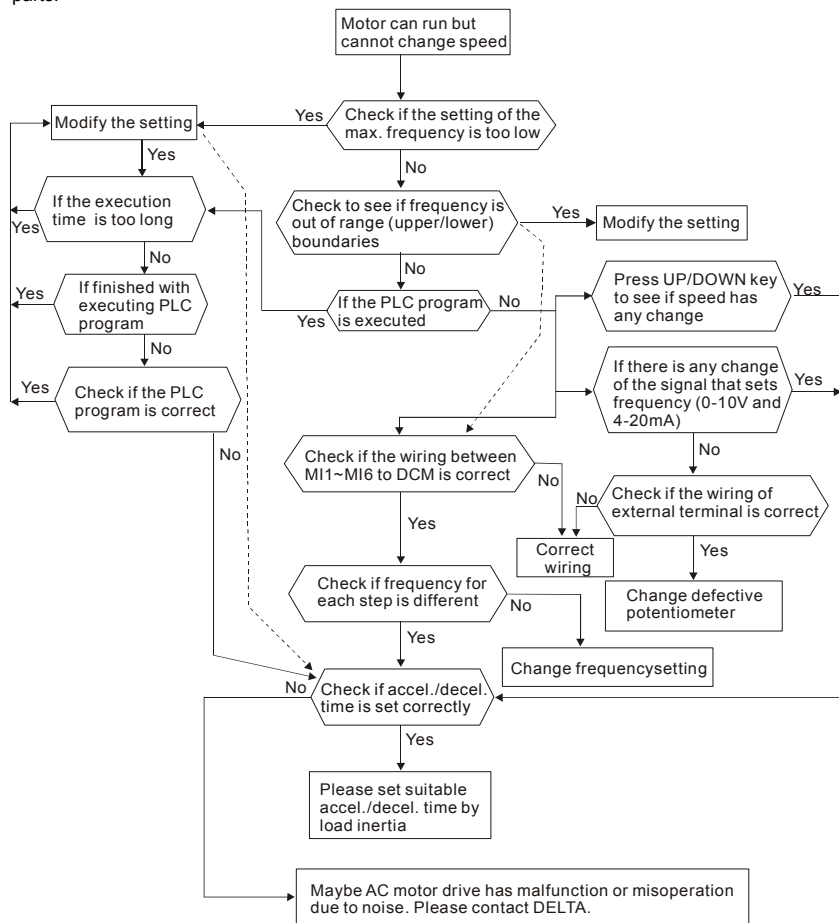 parts.
Motor can run but
cannot change speed
Yes
Check if the setting of the
max. frequency is too low
Modify the setting
Yes
No
If the execution
time is too long
Yes
Check to see if frequency is
out of range (upper/lower)
boundaries
Yes
Modify the setting
No
No
If finished with
executing PLC
program
Yes
If the PLC program
is executed
Yes
No
Press UP/DOWN key
to see if speed has
any change
Yes
No
Check if the PLC
program is correct
Yes
If there is any change
of the signal that sets
frequency (0-10V and
4-20mA)
Yes
No
Check if the wiring between
MI1~MI6 to DCM is correct
No
No
Check if the wiring of
external terminal is correct
No
Yes
Correct
wiring
Yes
Check if frequency for
each step is different
No
Change defective
potentiometer
Yes
Change frequencysetting
No
Check if accel./decel.
time is set correctly
Yes
Please set suitable
accel./decel. time by
load inertia
Maybe AC motor drive has malfunction or misoperation
due to noise. Please contact DELTA.